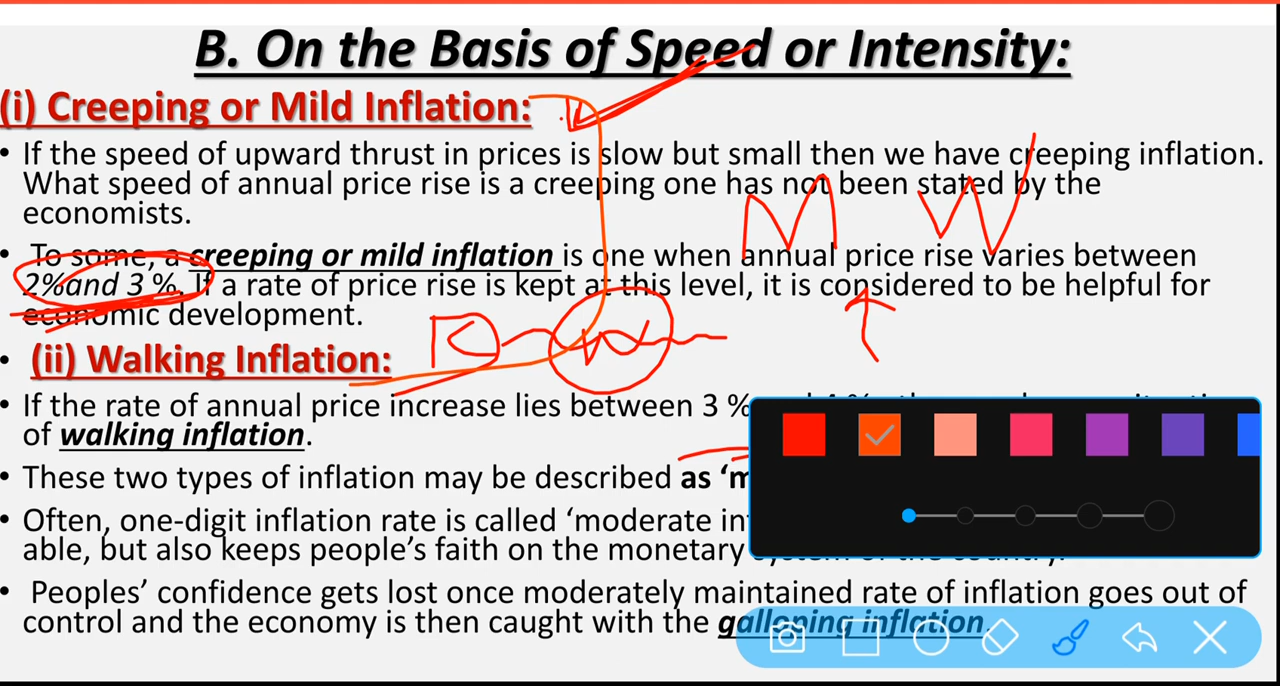 B. On the Basis of Speed or Intensity:
(i) Creeping or Mild Inflation:
• If the speed of upward thrust in prices is slow but small then we have creeping inflation.
What speed of annual price rise is a creeping one has not been stated by the
economists.
• To some, a creeping or mild inflation is one when annual price rise varies between
2%and 3 %. If a rate of price rise is kept at this level, it is considered to be helpful for
economic development.
M W
• (ii) Walking Inflation:
• If the rate of annual price increase lies between 3 %
of walking inflation.
• These two types of inflation may be described as ‘m
• Often, one-digit inflation rate is called ‘moderate in
able, but also keeps people’s faith on the monetary system of the country.
• Peoples’ confidence gets lost once moderately maintained rate of inflation goes out of
control and the economy is then caught with the galloping inflation.